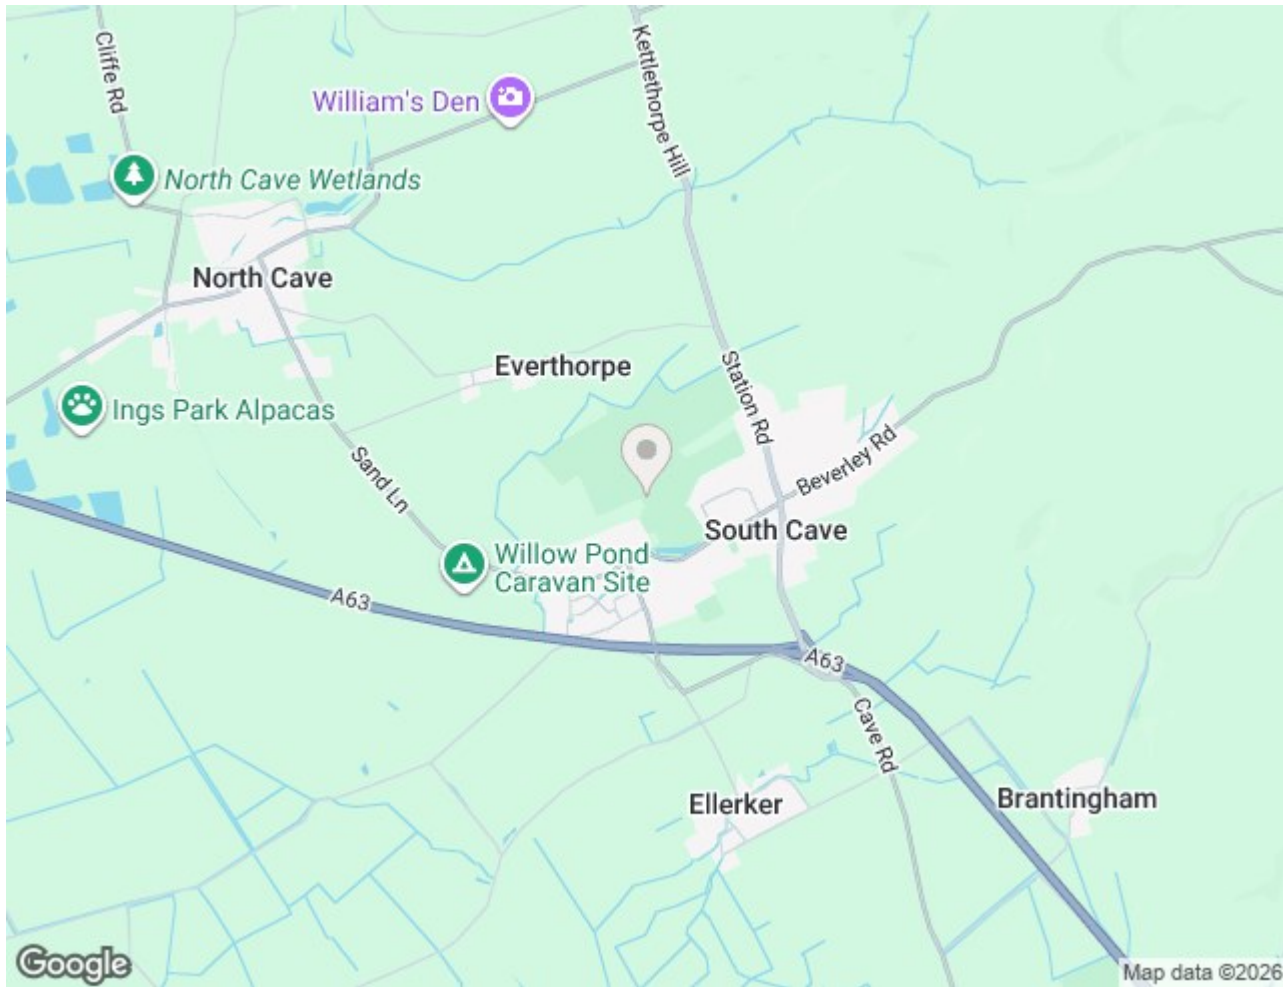 Cliffe Rd
Kettlethorpe Hill
William's Den
North Cave Wetlands
North Cave
Everthorpe
Station Rd
Ings Park Alpacas
Beverley Rd
Sand Ln
South Cave
Willow Pond
Caravan Site
A63
A63
Cave Rd
Ellerker
Brantingham
Google
Map data ©2026